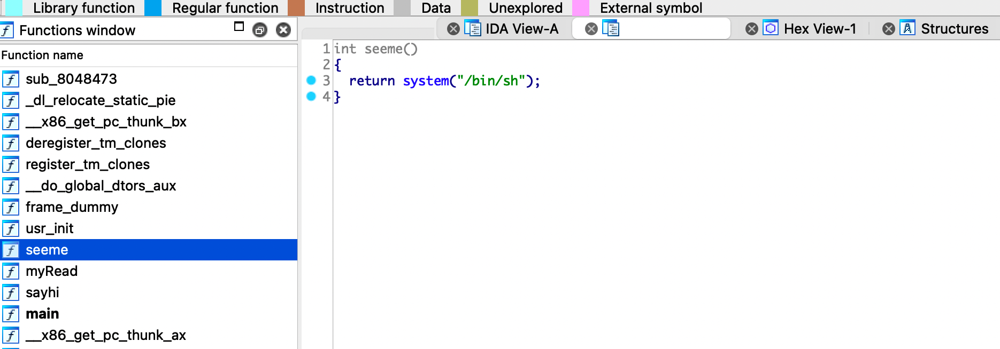 Library function Regular function Instruction Data Unexplored External symbol
Functions window
IDA View-A Hex View-1 Structures
Function name
sub_8048473
_dl_relocate_static_pie
__x86_get_pc_thunk_bx
deregister_tm_clones
register_tm_clones
__do_global_dtors_aux
frame_dummy
usr_init
seeme
myRead
sayhi
main
__x86_get_pc_thunk_ax
1 int seeme()
2 {
3 return system("/bin/sh");
4 }